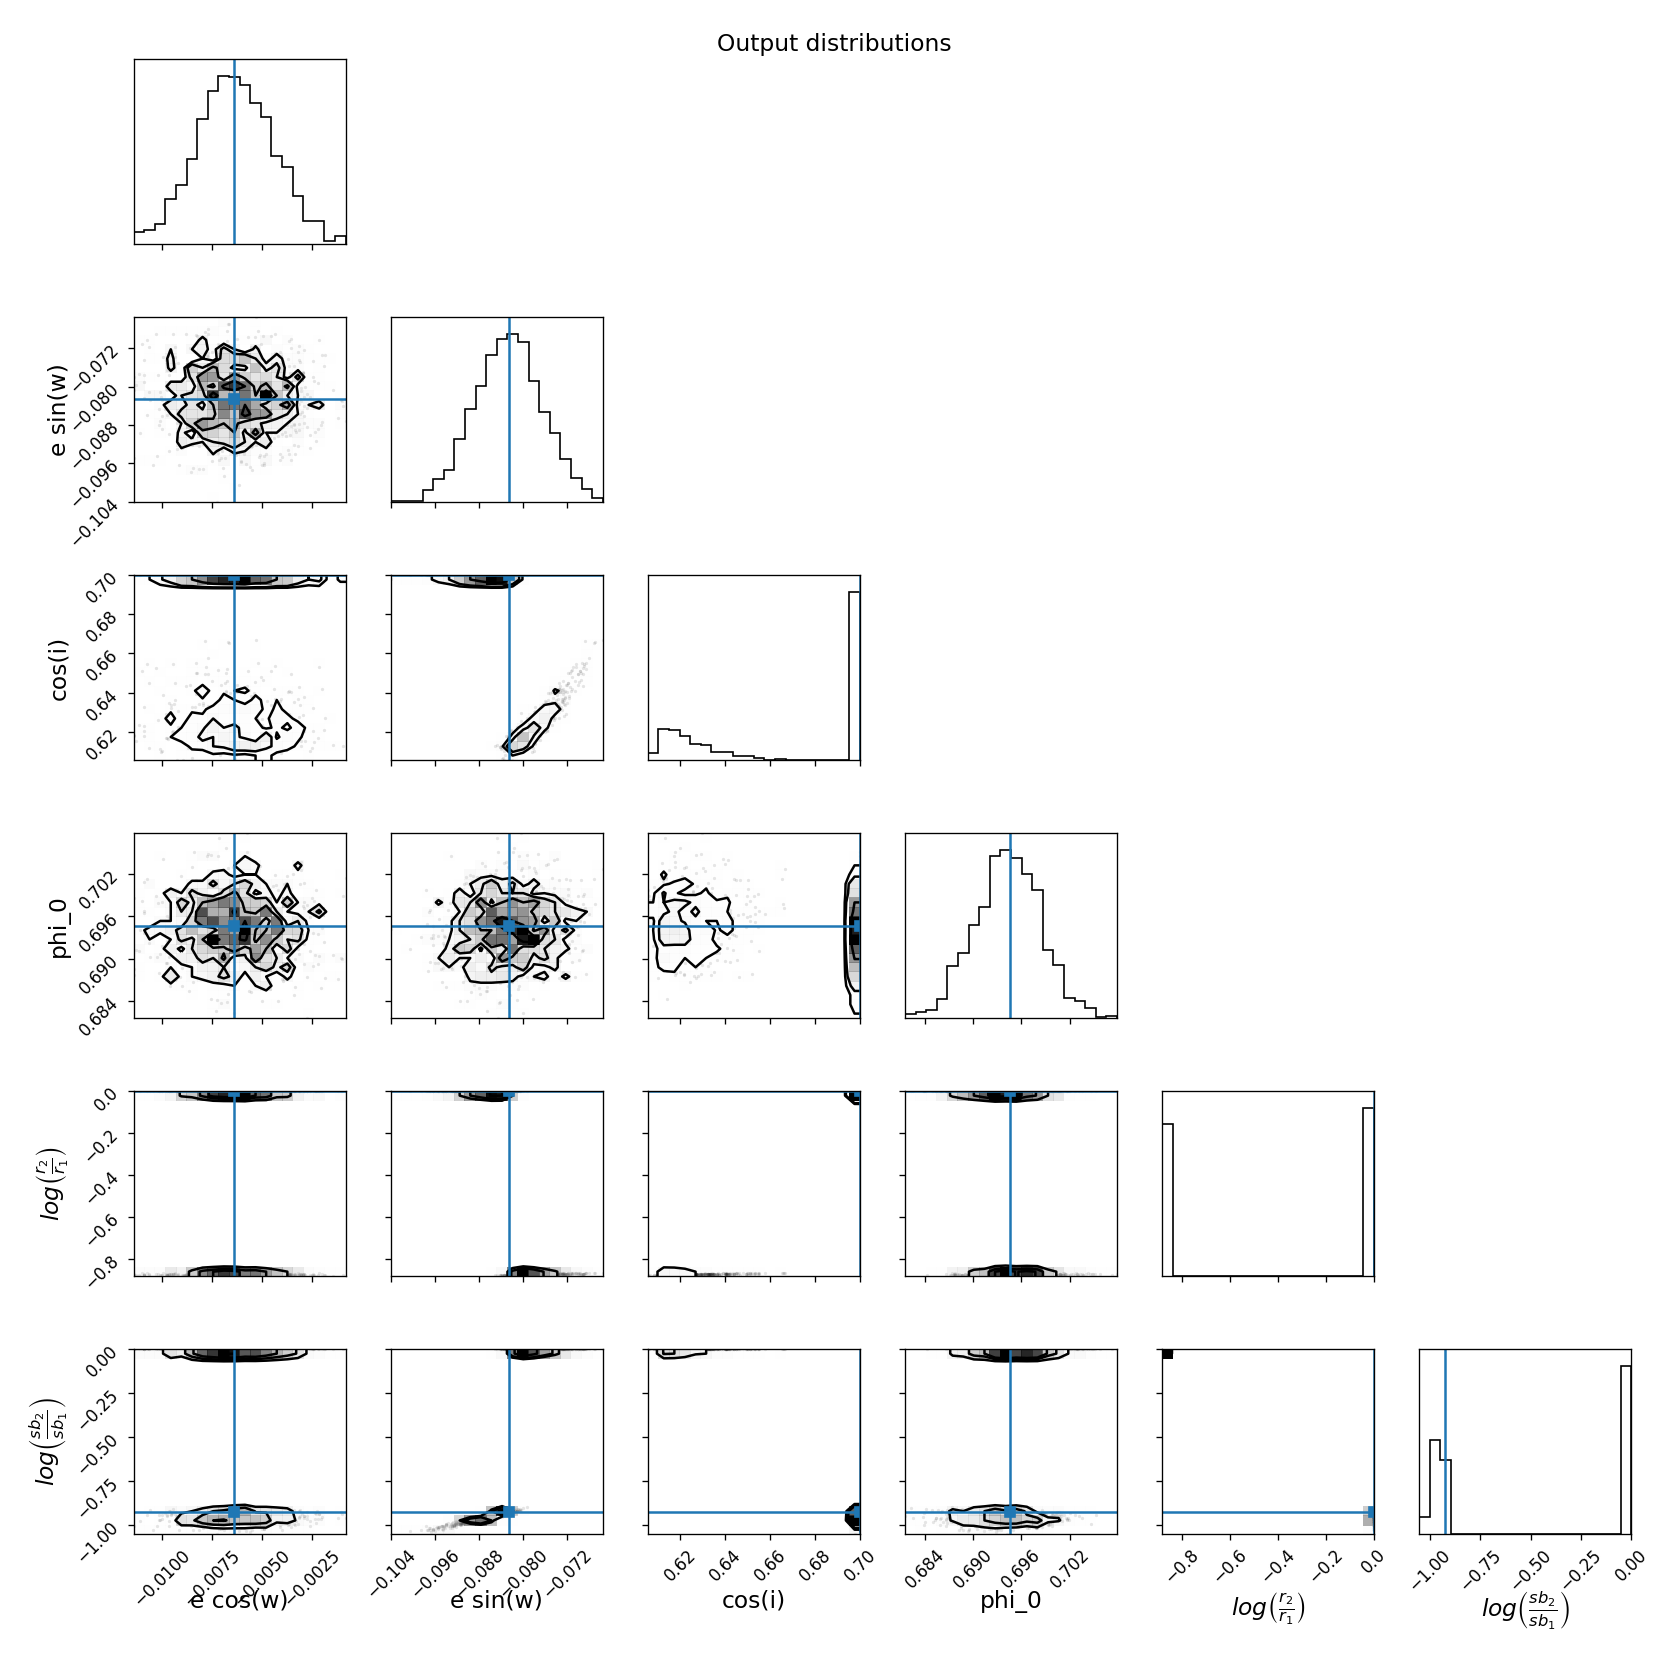 Output distributions
e sin(w)
−0.072
−0.080
−0.088
−0.096
−0.104
cos(i)
0.70
0.68
0.66
0.64
0.62
phi_0
0.702
0.696
0.690
0.684
log(r₂/r₁)
0.0
−0.2
−0.4
−0.6
−0.8
log(sb₂/sb₁)
0.00
−0.25
−0.50
−0.75
−1.00
−0.0100 −0.0075 −0.0050 −0.0025
e cos(w)
−0.104 −0.096 −0.088 −0.080 −0.072
e sin(w)
0.62 0.64 0.66 0.68 0.70
cos(i)
0.684 0.690 0.696 0.702
phi_0
−0.8 −0.6 −0.4 −0.2 0.0
log(r₂/r₁)
−1.00 −0.75 −0.50 −0.25 0.00
log(sb₂/sb₁)